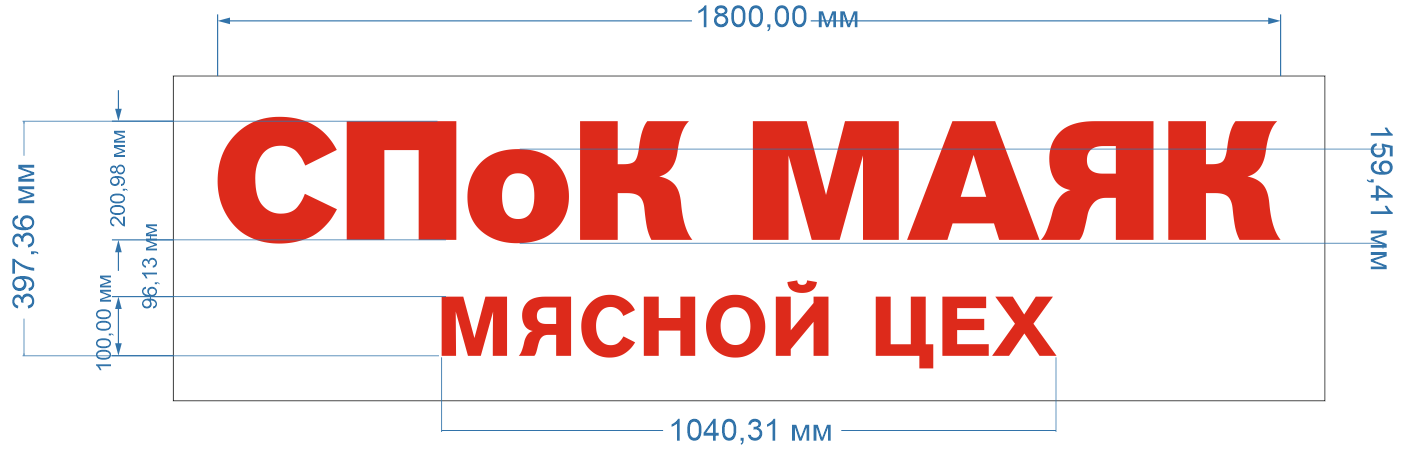 1800,00 мм
СПоК МАЯК
200,98 мм
159,41 мм
397,36 мм
96,13 мм
100,00 мм
МЯСНОЙ ЦЕХ
1040,31 мм